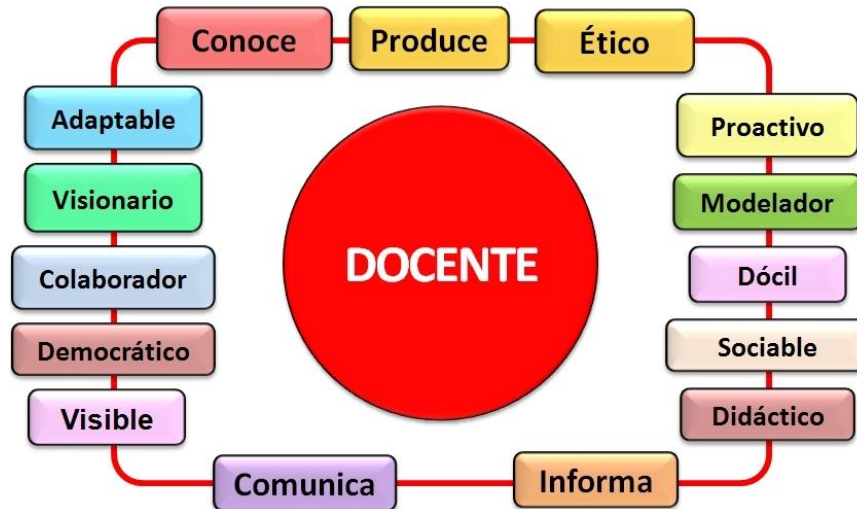 Conoce
Produce
Ético
Adaptable
Proactivo
Visionario
Modelador
Colaborador
DOCENTE
Dócil
Democrático
Sociable
Visible
Didáctico
Comunica
Informa